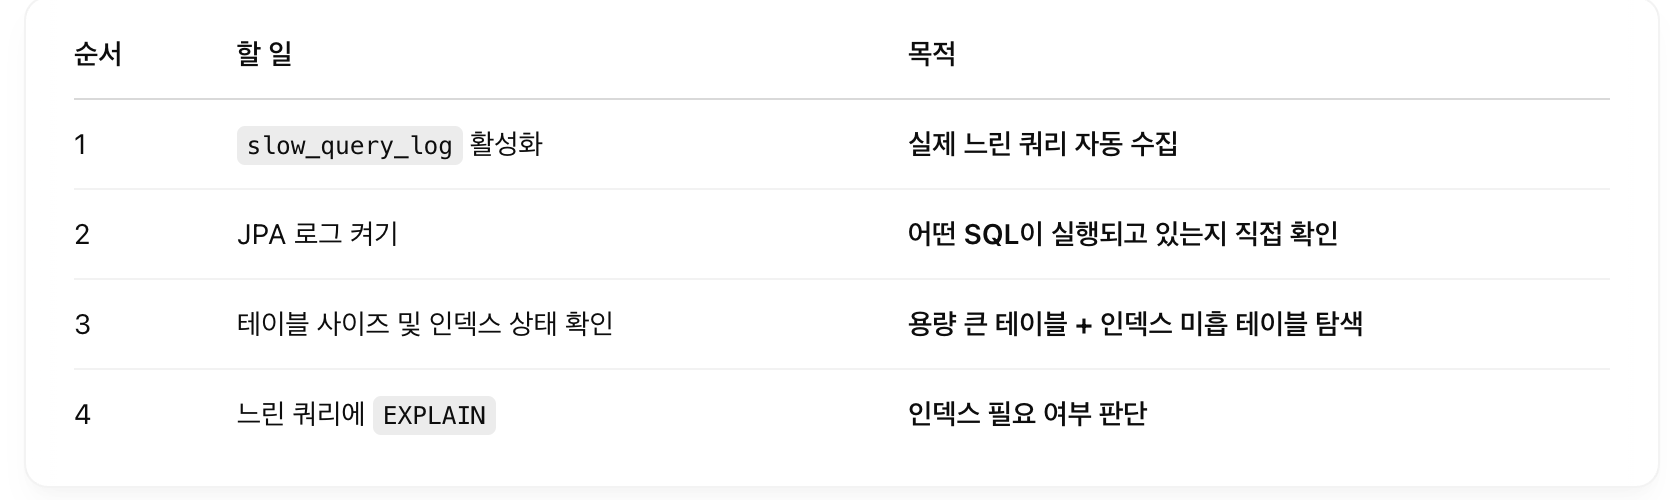 순서 할 일 목적
1 slow_query_log 활성화 실제 느린 쿼리 자동 수집
2 JPA 로그 켜기 어떤 SQL이 실행되고 있는지 직접 확인
3 테이블 사이즈 및 인덱스 상태 확인 용량 큰 테이블 + 인덱스 미흡 테이블 탐색
4 느린 쿼리에 EXPLAIN 인덱스 필요 여부 판단